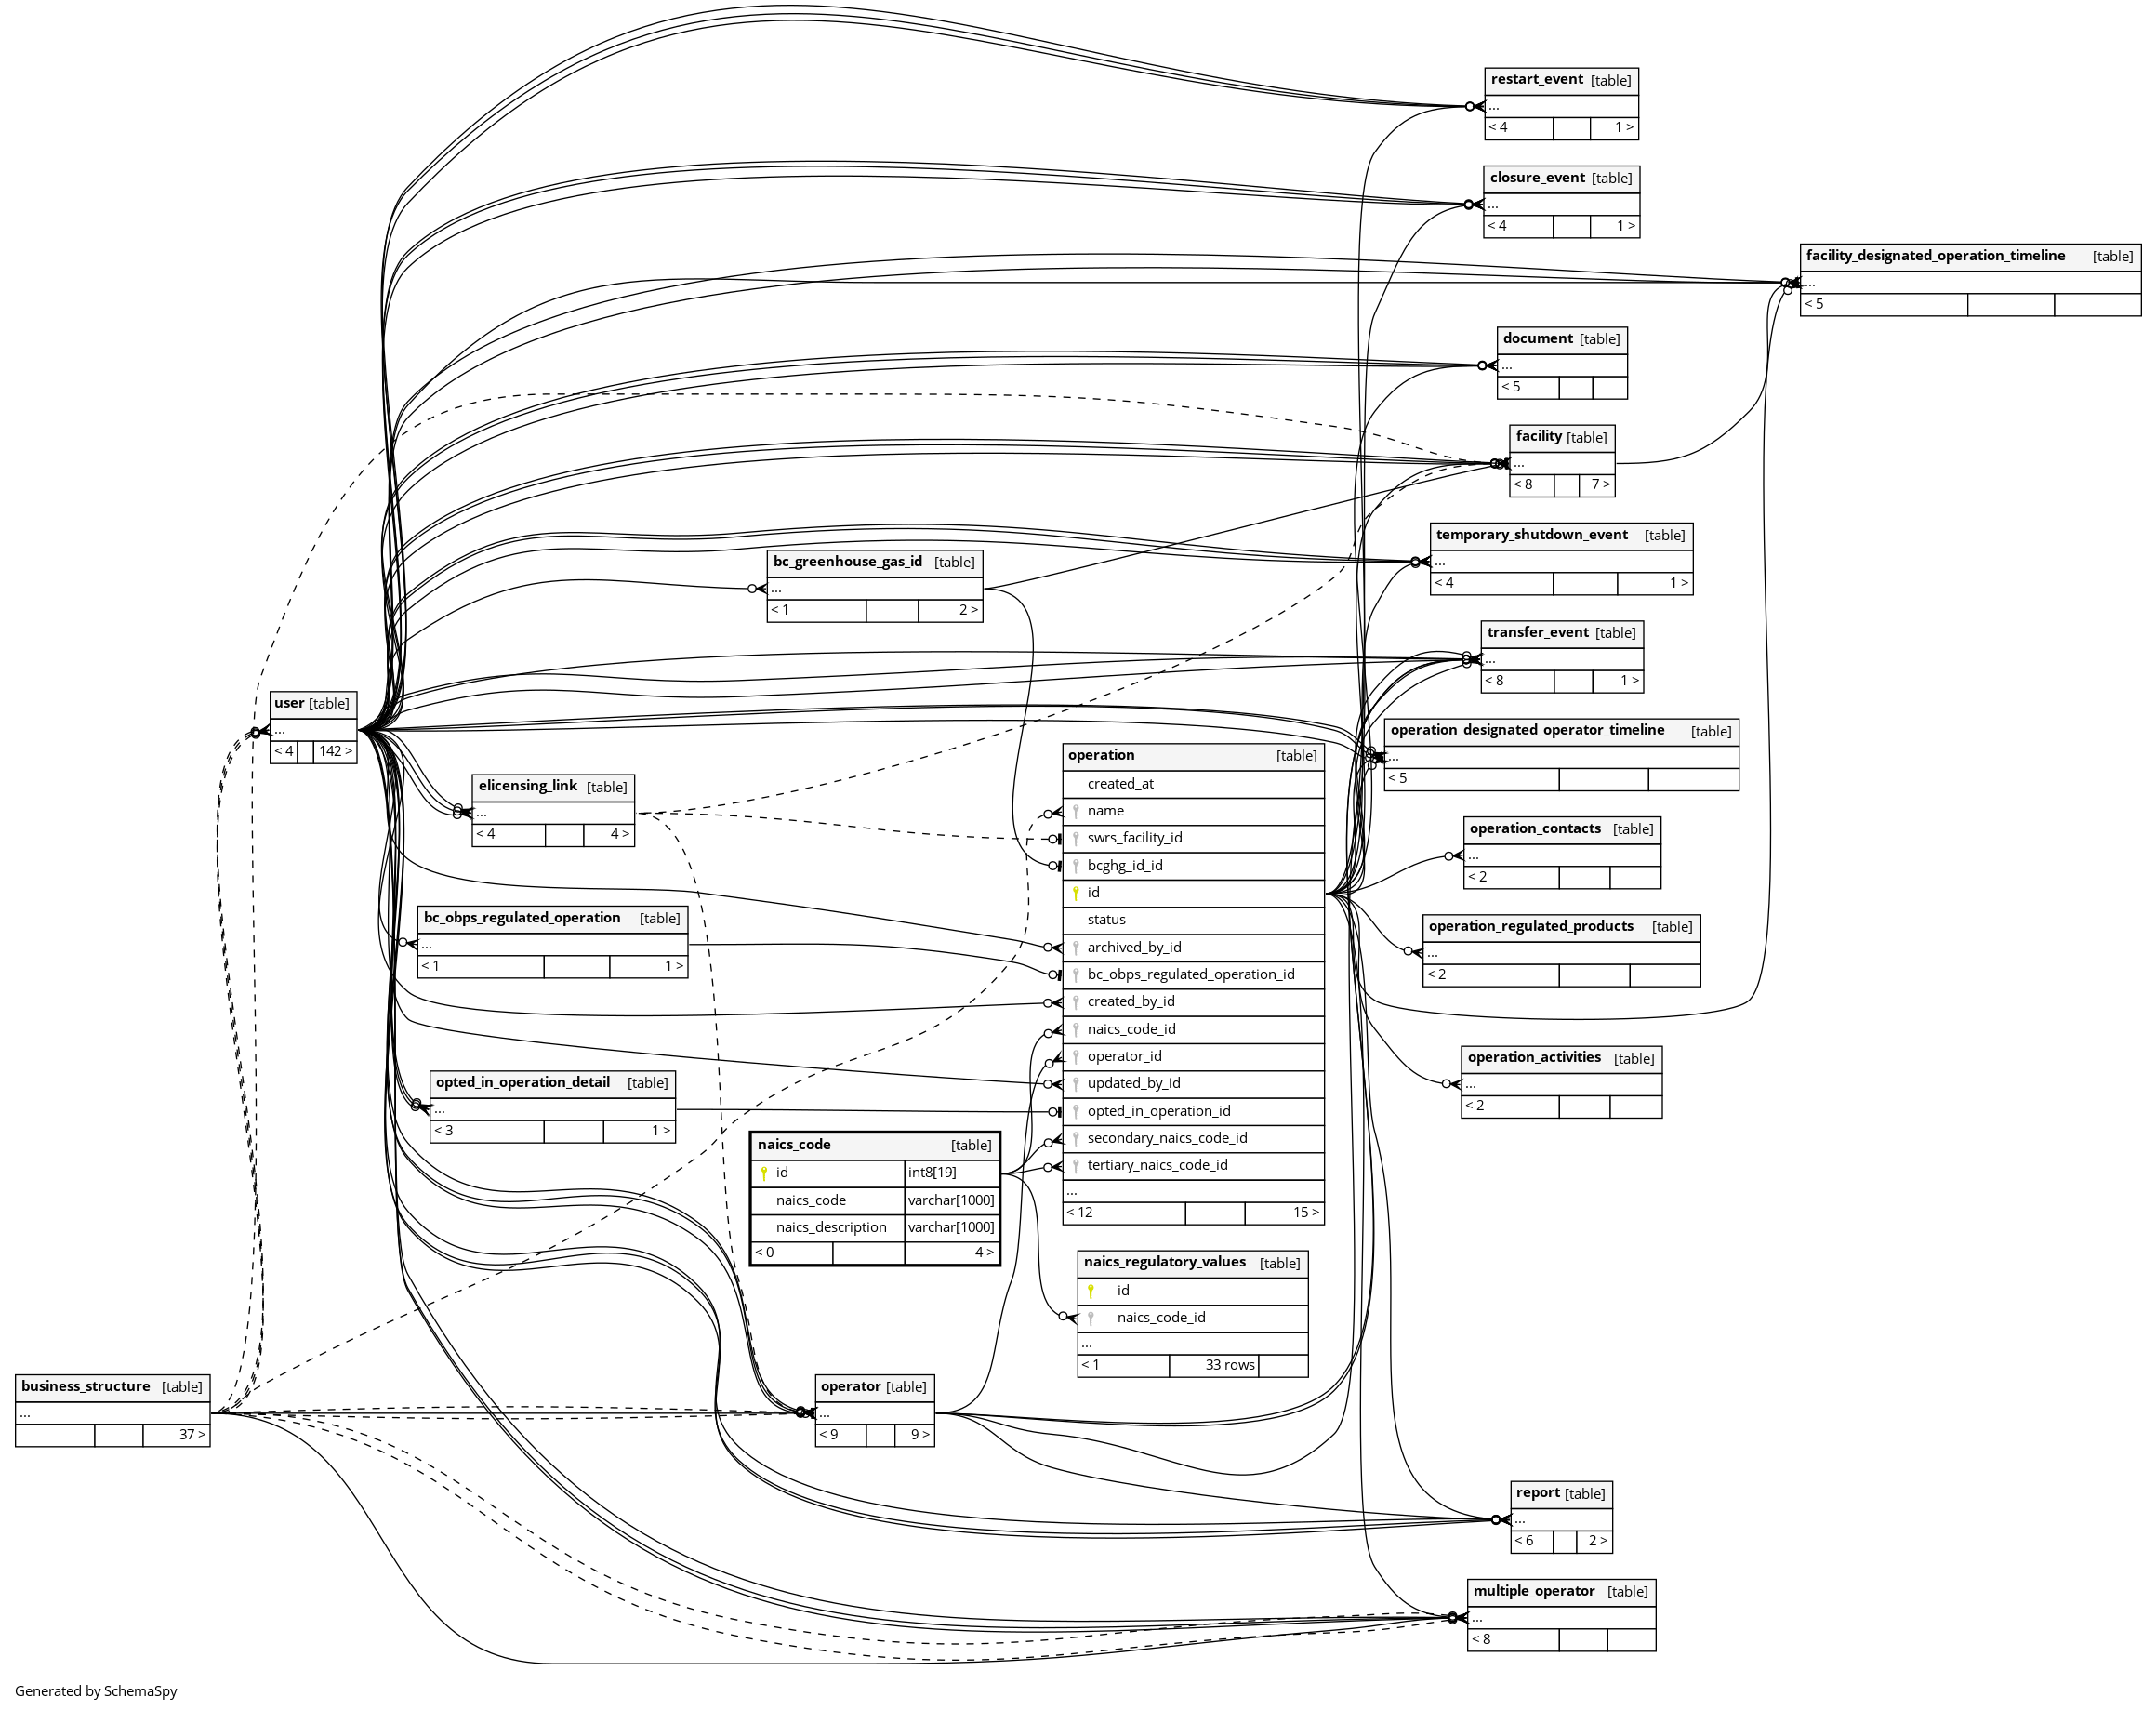 restart_event [table]
...
< 4 1 >
closure_event [table]
...
< 4 1 >
facility_designated_operation_timeline [table]
...
< 5
document [table]
...
< 5
facility [table]
...
< 8 7 >
temporary_shutdown_event [table]
...
< 4 1 >
bc_greenhouse_gas_id [table]
...
< 1 2 >
transfer_event [table]
...
< 8 1 >
user [table]
...
< 4 142 >
operation_designated_operator_timeline [table]
...
< 5
operation [table]
created_at
name
swrs_facility_id
bcghg_id_id
id
status
archived_by_id
bc_obps_regulated_operation_id
created_by_id
naics_code_id
operator_id
updated_by_id
opted_in_operation_id
secondary_naics_code_id
tertiary_naics_code_id
...
< 12 15 >
elicensing_link [table]
...
< 4 4 >
operation_contacts [table]
...
< 2
bc_obps_regulated_operation [table]
...
< 1 1 >
operation_regulated_products [table]
...
< 2
operation_activities [table]
...
< 2
opted_in_operation_detail [table]
...
< 3 1 >
naics_code [table]
id int8[19]
naics_code varchar[1000]
naics_description varchar[1000]
< 0 4 >
naics_regulatory_values [table]
id
naics_code_id
...
< 1 33 rows
business_structure [table]
...
37 >
operator [table]
...
< 9 9 >
report [table]
...
< 6 2 >
multiple_operator [table]
...
< 8
Generated by SchemaSpy